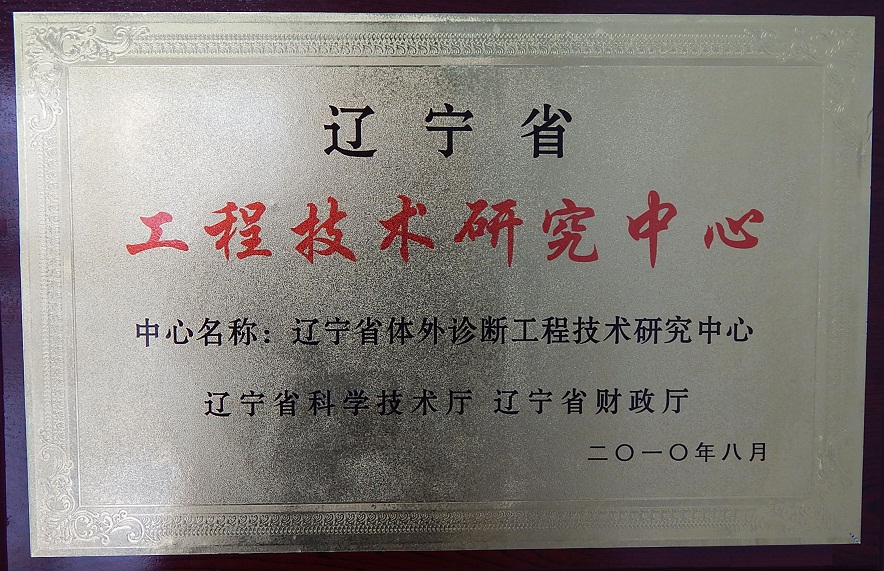 辽宁省
工程技术研究中心
中心名称：辽宁省体外诊断工程技术研究中心
辽宁省科学技术厅 辽宁省财政厅
二〇一〇年八月